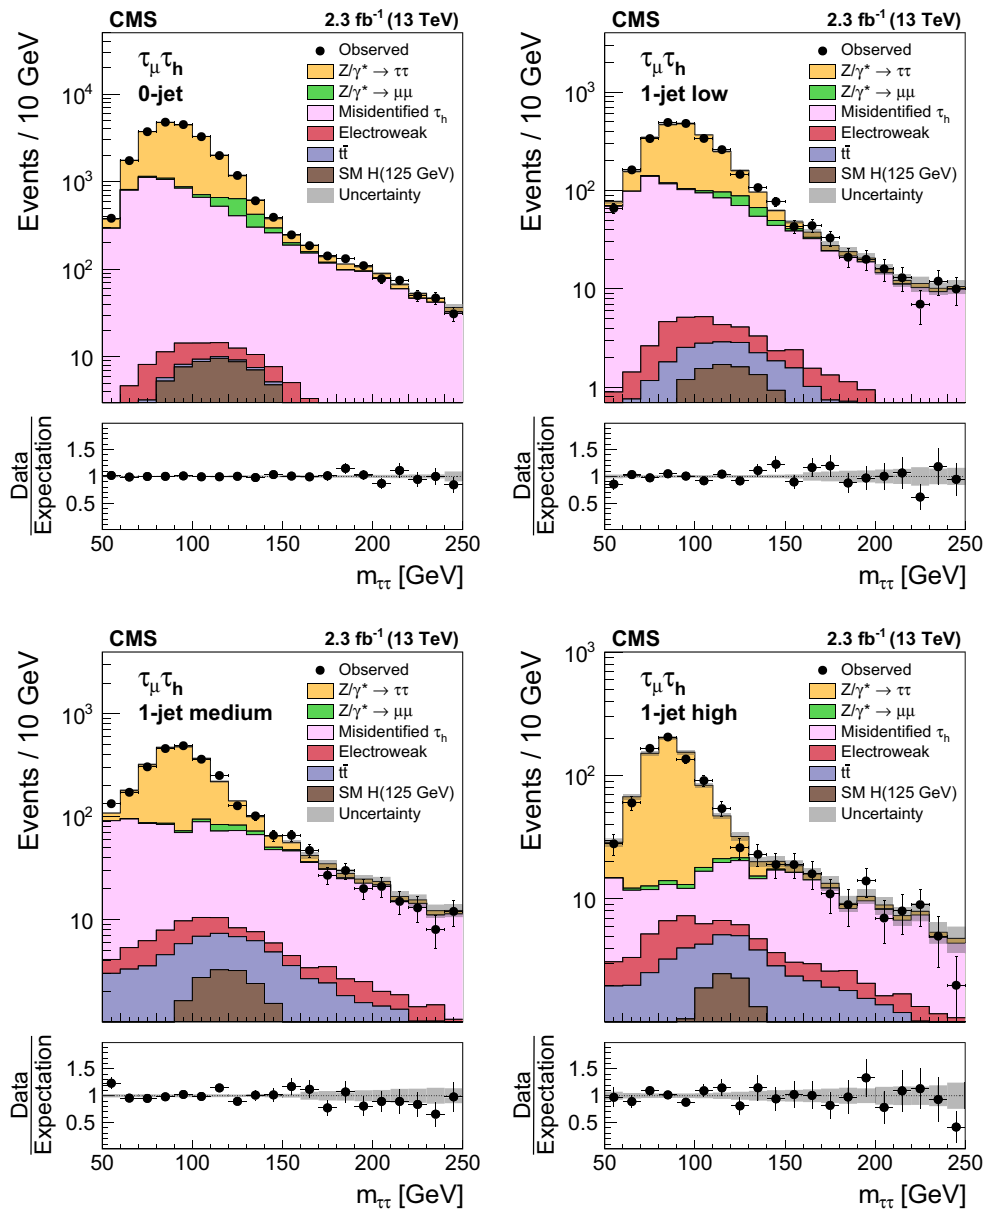 CMS 2.3 fb⁻¹ (13 TeV)
Events / 10 GeV
τμτh
0-jet
Observed
Z/γ* → ττ
Z/γ* → μμ
Misidentified τh
Electroweak
tt̄
SM H(125 GeV)
Uncertainty
10⁴
10³
10²
10
Data
Expectation
1.5
1
0.5
50 100 150 200 250
mττ [GeV]
CMS 2.3 fb⁻¹ (13 TeV)
Events / 10 GeV
τμτh
1-jet low
Observed
Z/γ* → ττ
Z/γ* → μμ
Misidentified τh
Electroweak
tt̄
SM H(125 GeV)
Uncertainty
10³
10²
10
1
Data
Expectation
1.5
1
0.5
50 100 150 200 250
mττ [GeV]
CMS 2.3 fb⁻¹ (13 TeV)
Events / 10 GeV
τμτh
1-jet medium
Observed
Z/γ* → ττ
Z/γ* → μμ
Misidentified τh
Electroweak
tt̄
SM H(125 GeV)
Uncertainty
10³
10²
10
Data
Expectation
1.5
1
0.5
50 100 150 200 250
mττ [GeV]
CMS 2.3 fb⁻¹ (13 TeV)
Events / 10 GeV
τμτh
1-jet high
Observed
Z/γ* → ττ
Z/γ* → μμ
Misidentified τh
Electroweak
tt̄
SM H(125 GeV)
Uncertainty
10³
10²
10
Data
Expectation
1.5
1
0.5
50 100 150 200 250
mττ [GeV]